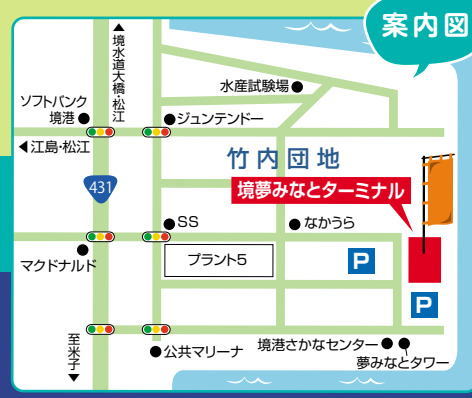 案内図
▲境水道大橋・松江
水産試験場
ソフトバンク
境港
ジュンテンドー
◀江島・松江
竹内団地
431
境夢みなとターミナル
SS
なかうら
マクドナルド
プラント5
P
P
至米子▼
公共マリーナ
境港さかなセンター
夢みなとタワー